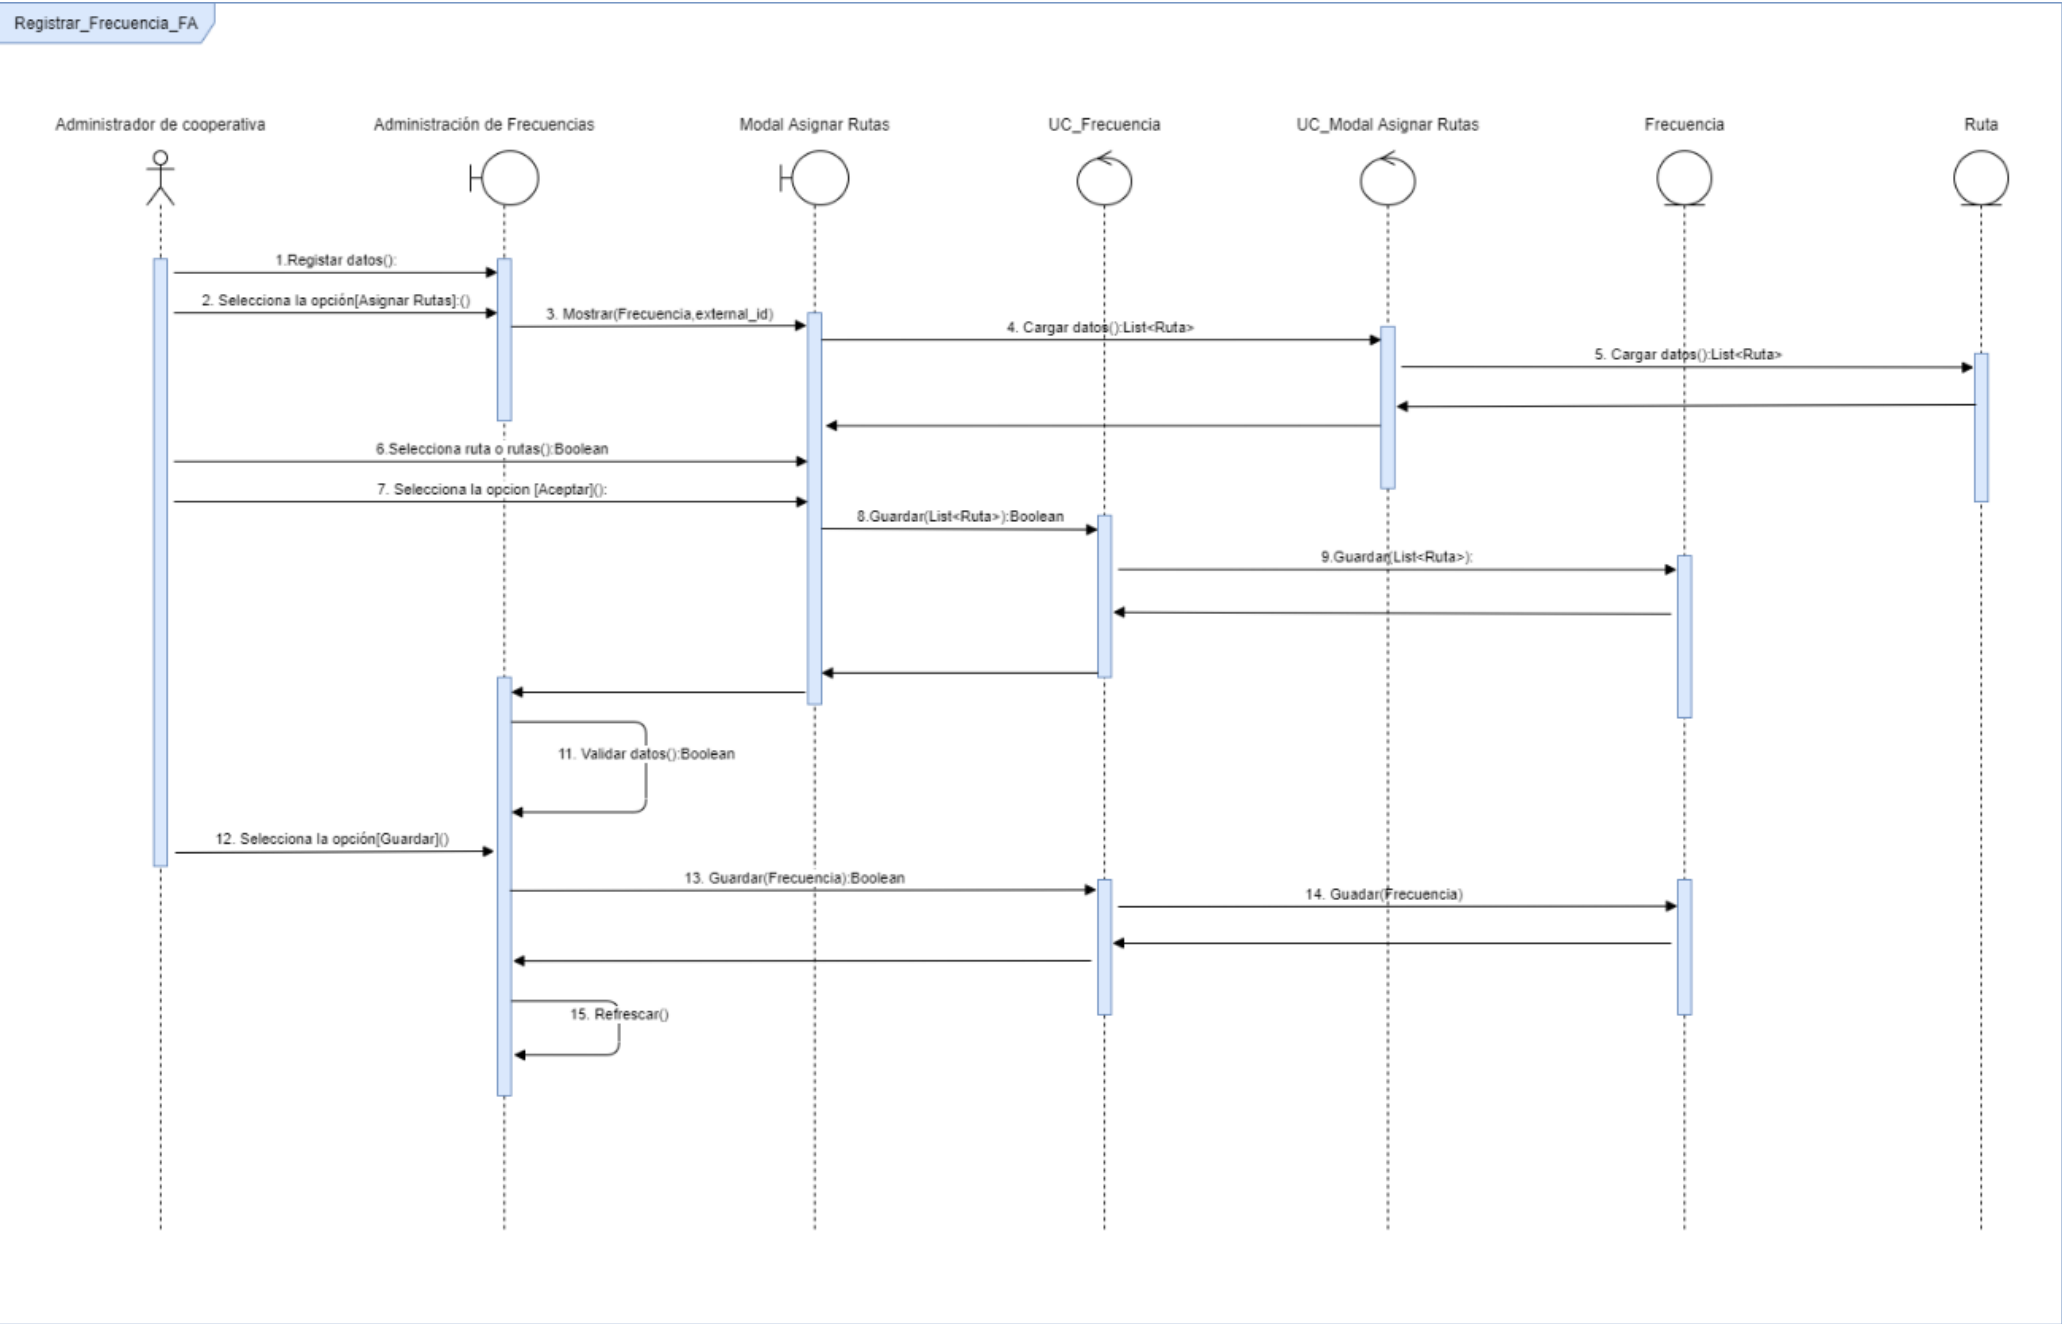 Registrar_Frecuencia_FA
Administrador de cooperativa
Administración de Frecuencias
Modal Asignar Rutas
UC_Frecuencia
UC_Modal Asignar Rutas
Frecuencia
Ruta
1.Registar datos():
2. Selecciona la opción[Asignar Rutas]:()
3. Mostrar(Frecuencia,external_id)
4. Cargar datos():List<Ruta>
5. Cargar datos():List<Ruta>
6.Selecciona ruta o rutas():Boolean
7. Selecciona la opcion [Aceptar]():
8.Guardar(List<Ruta>):Boolean
9.Guardar(List<Ruta>):
11. Validar datos():Boolean
12. Selecciona la opción[Guardar]()
13. Guardar(Frecuencia):Boolean
14. Guadar(Frecuencia)
15. Refrescar()